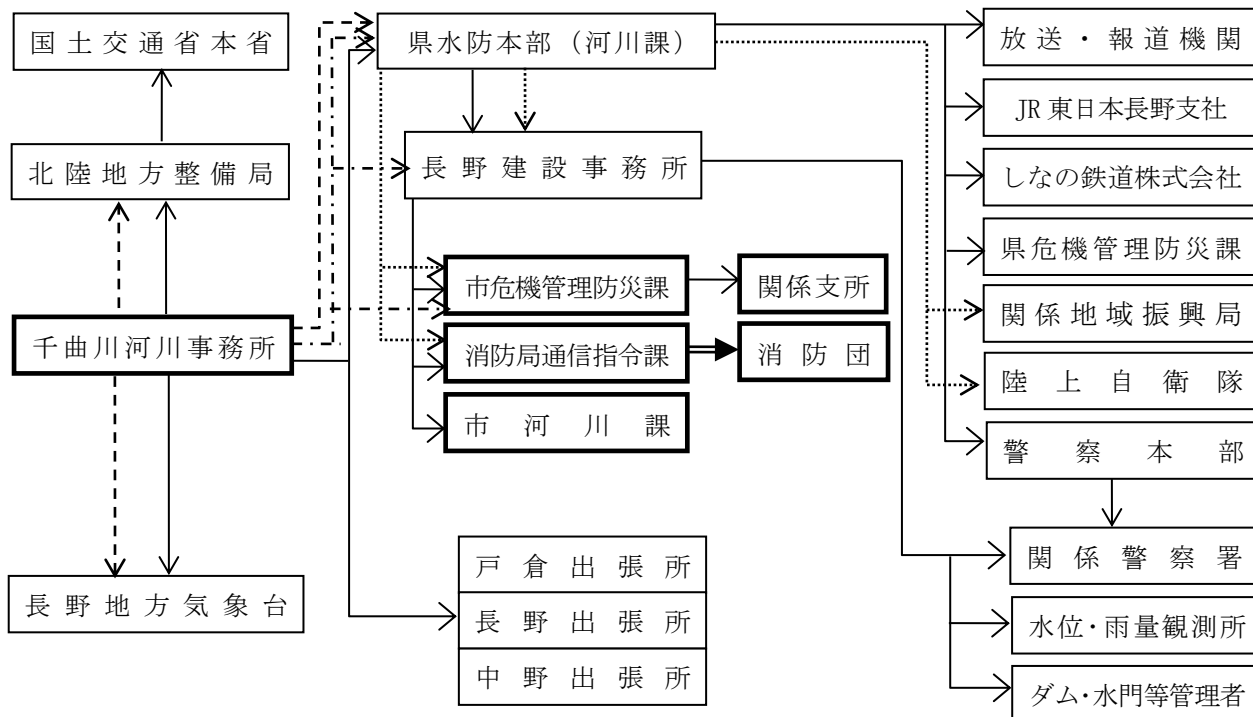 国土交通省本省
北陸地方整備局
千曲川河川事務所
長野地方気象台
県水防本部（河川課）
長野建設事務所
市危機管理防災課
関係支所
消防局通信指令課
消防団
市河川課
戸倉出張所
長野出張所
中野出張所
放送・報道機関
JR東日本長野支社
しなの鉄道株式会社
県危機管理防災課
関係地域振興局
陸上自衛隊
警察本部
関係警察署
水位・雨量観測所
ダム・水門等管理者